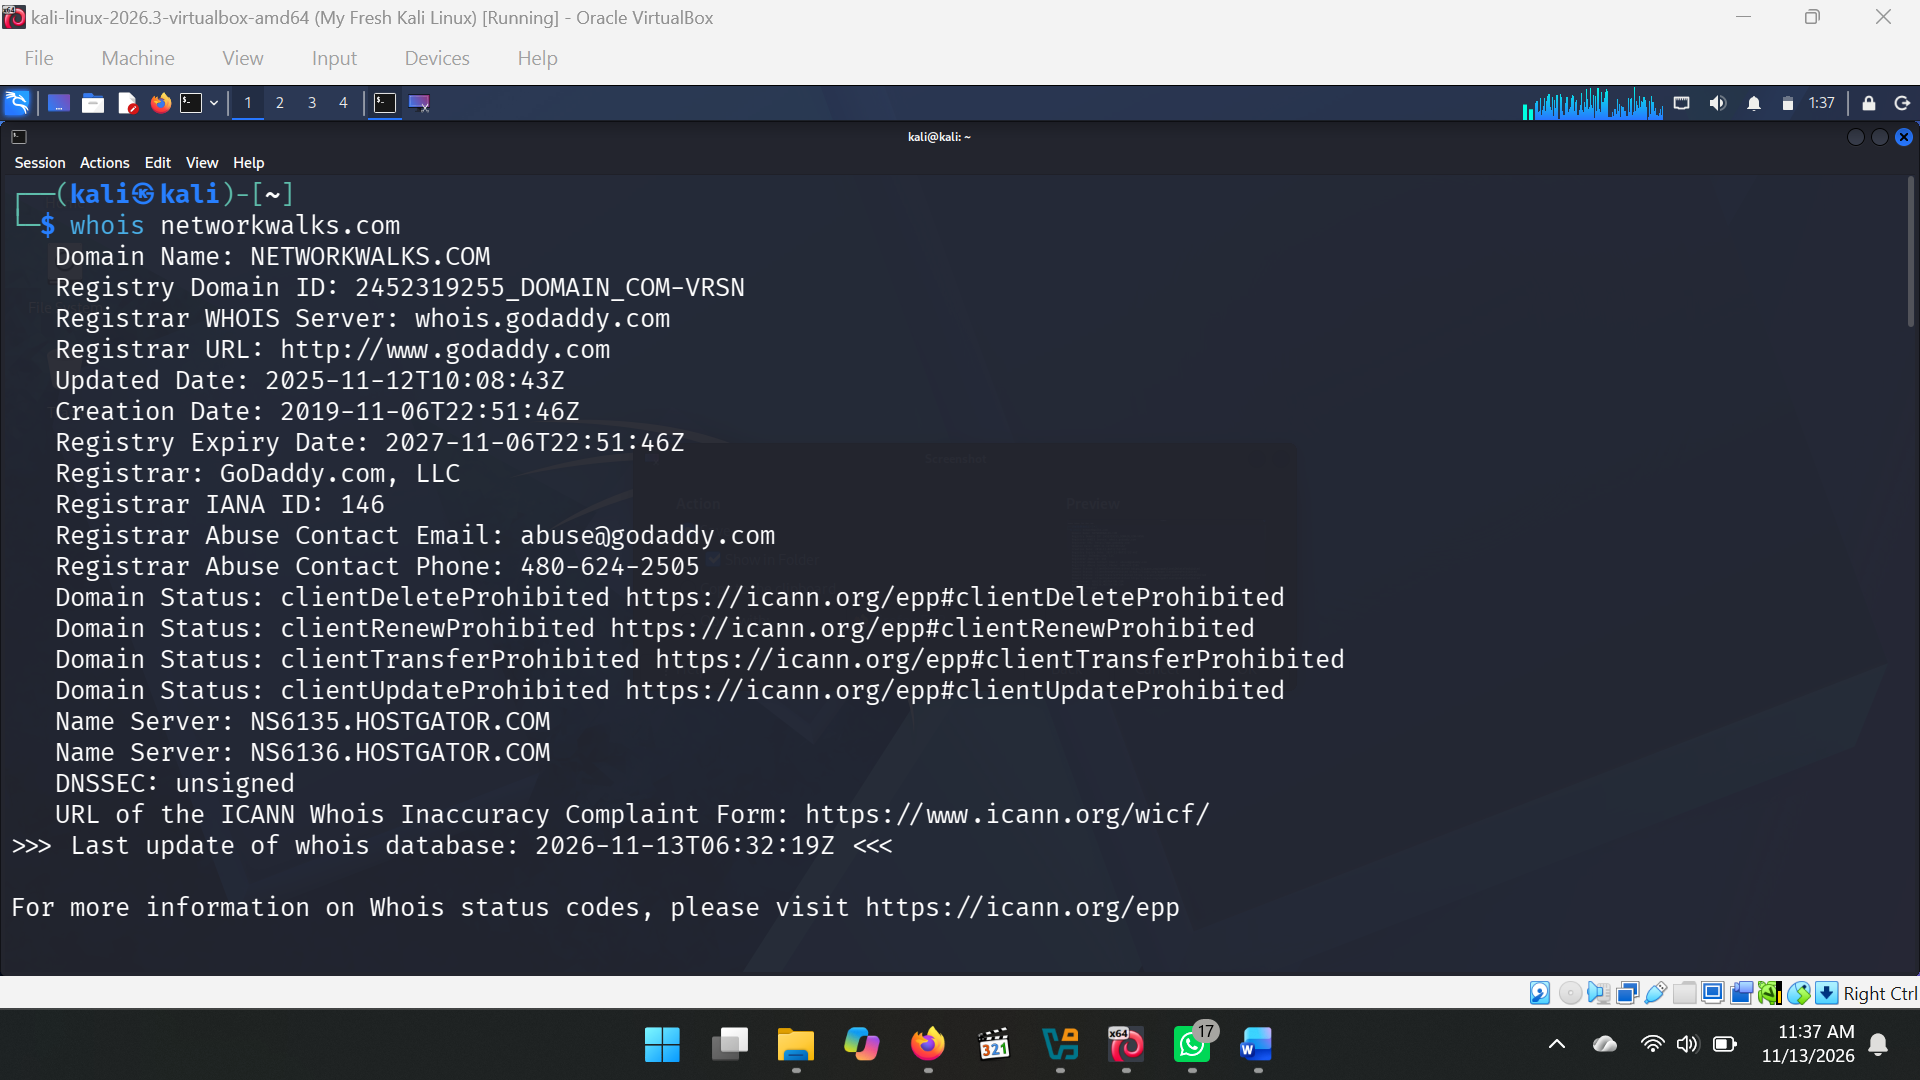 kali-linux-2026.3-virtualbox-amd64 (My Fresh Kali Linux) [Running] - Oracle VirtualBox
File Machine View Input Devices Help
1 2 3 4
1:37
kali@kali: ~
Session Actions Edit View Help
(kali㉿kali)-[~]
$ whois networkwalks.com
Domain Name: NETWORKWALKS.COM
Registry Domain ID: 2452319255_DOMAIN_COM-VRSN
Registrar WHOIS Server: whois.godaddy.com
Registrar URL: http://www.godaddy.com
Updated Date: 2025-11-12T10:08:43Z
Creation Date: 2019-11-06T22:51:46Z
Registry Expiry Date: 2027-11-06T22:51:46Z
Registrar: GoDaddy.com, LLC
Registrar IANA ID: 146
Registrar Abuse Contact Email: abuse@godaddy.com
Registrar Abuse Contact Phone: 480-624-2505
Domain Status: clientDeleteProhibited https://icann.org/epp#clientDeleteProhibited
Domain Status: clientRenewProhibited https://icann.org/epp#clientRenewProhibited
Domain Status: clientTransferProhibited https://icann.org/epp#clientTransferProhibited
Domain Status: clientUpdateProhibited https://icann.org/epp#clientUpdateProhibited
Name Server: NS6135.HOSTGATOR.COM
Name Server: NS6136.HOSTGATOR.COM
DNSSEC: unsigned
URL of the ICANN Whois Inaccuracy Complaint Form: https://www.icann.org/wicf/
>>> Last update of whois database: 2026-11-13T06:32:19Z <<<
For more information on Whois status codes, please visit https://icann.org/epp
Right Ctrl
17
11:37 AM
11/13/2026